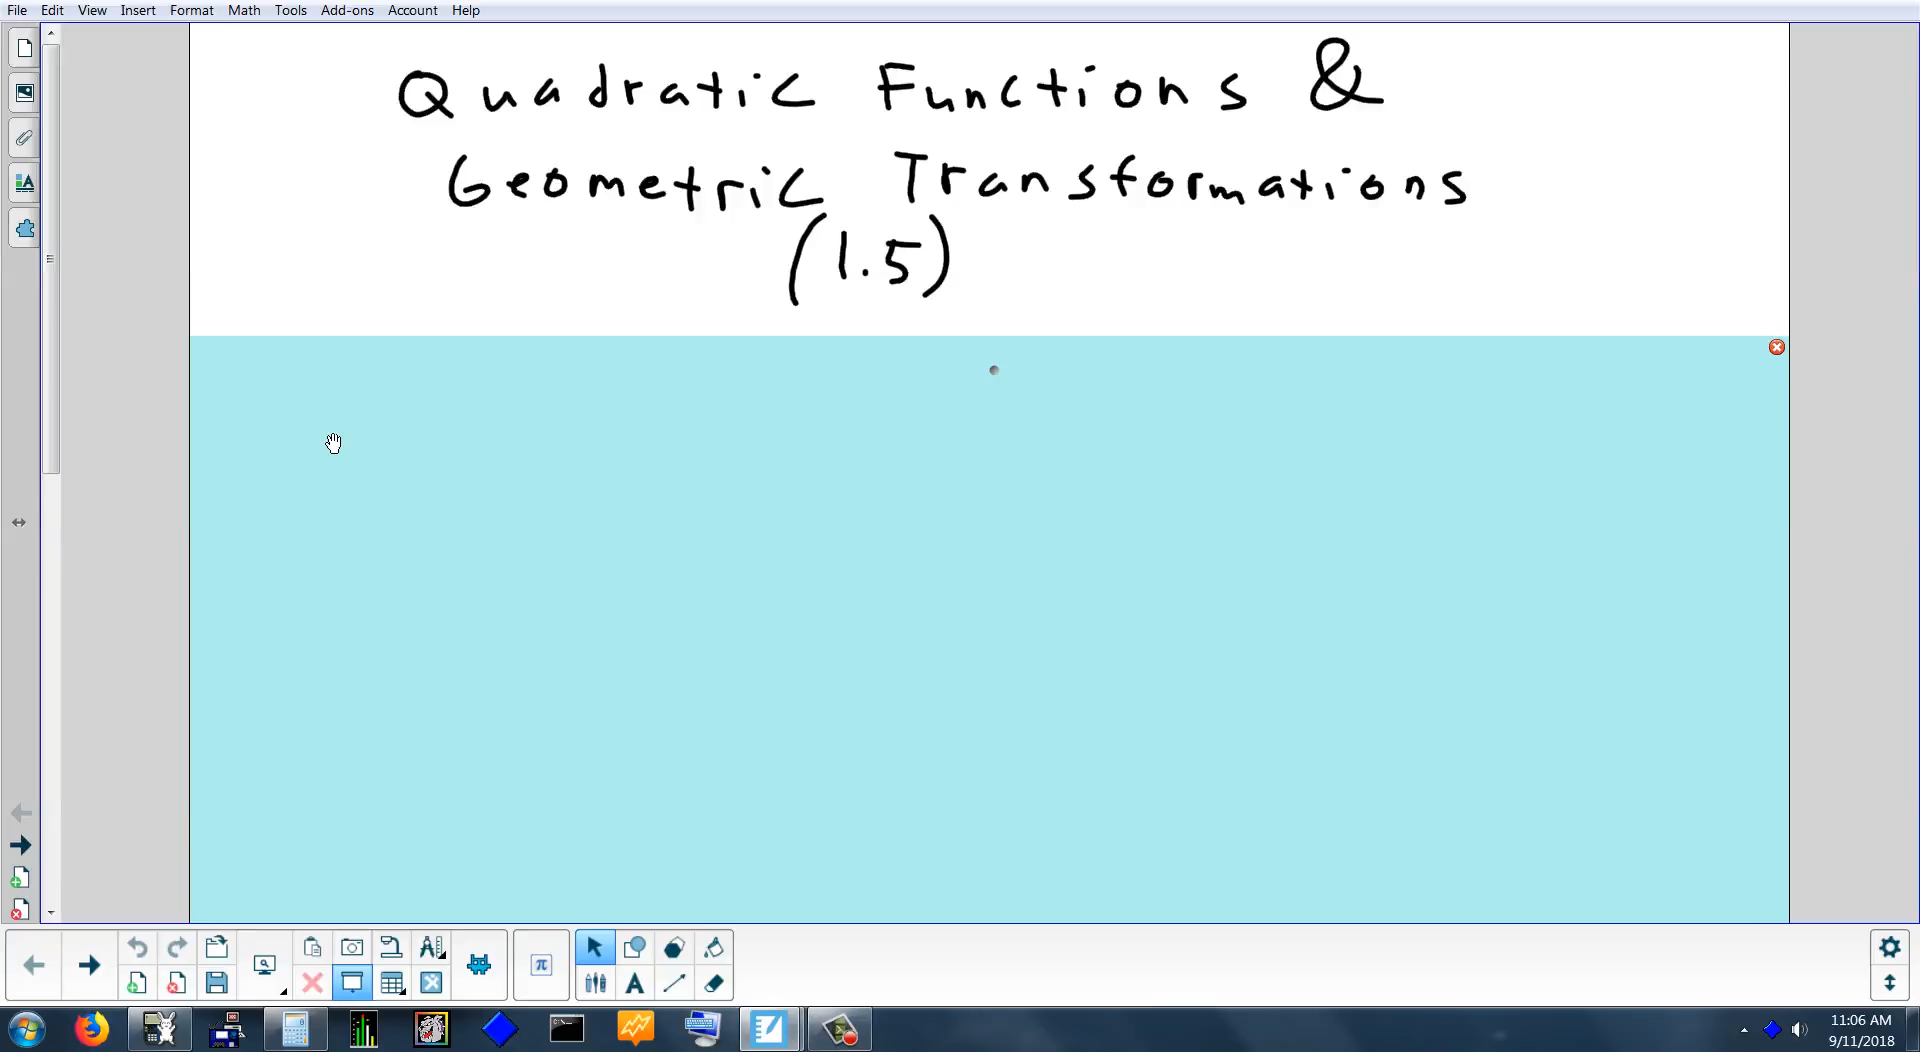 File Edit View Insert Format Math Tools Add-ons Account Help
Quadratic Functions &
Geometric Transformations
(1.5)
π
A
11:06 AM
9/11/2018